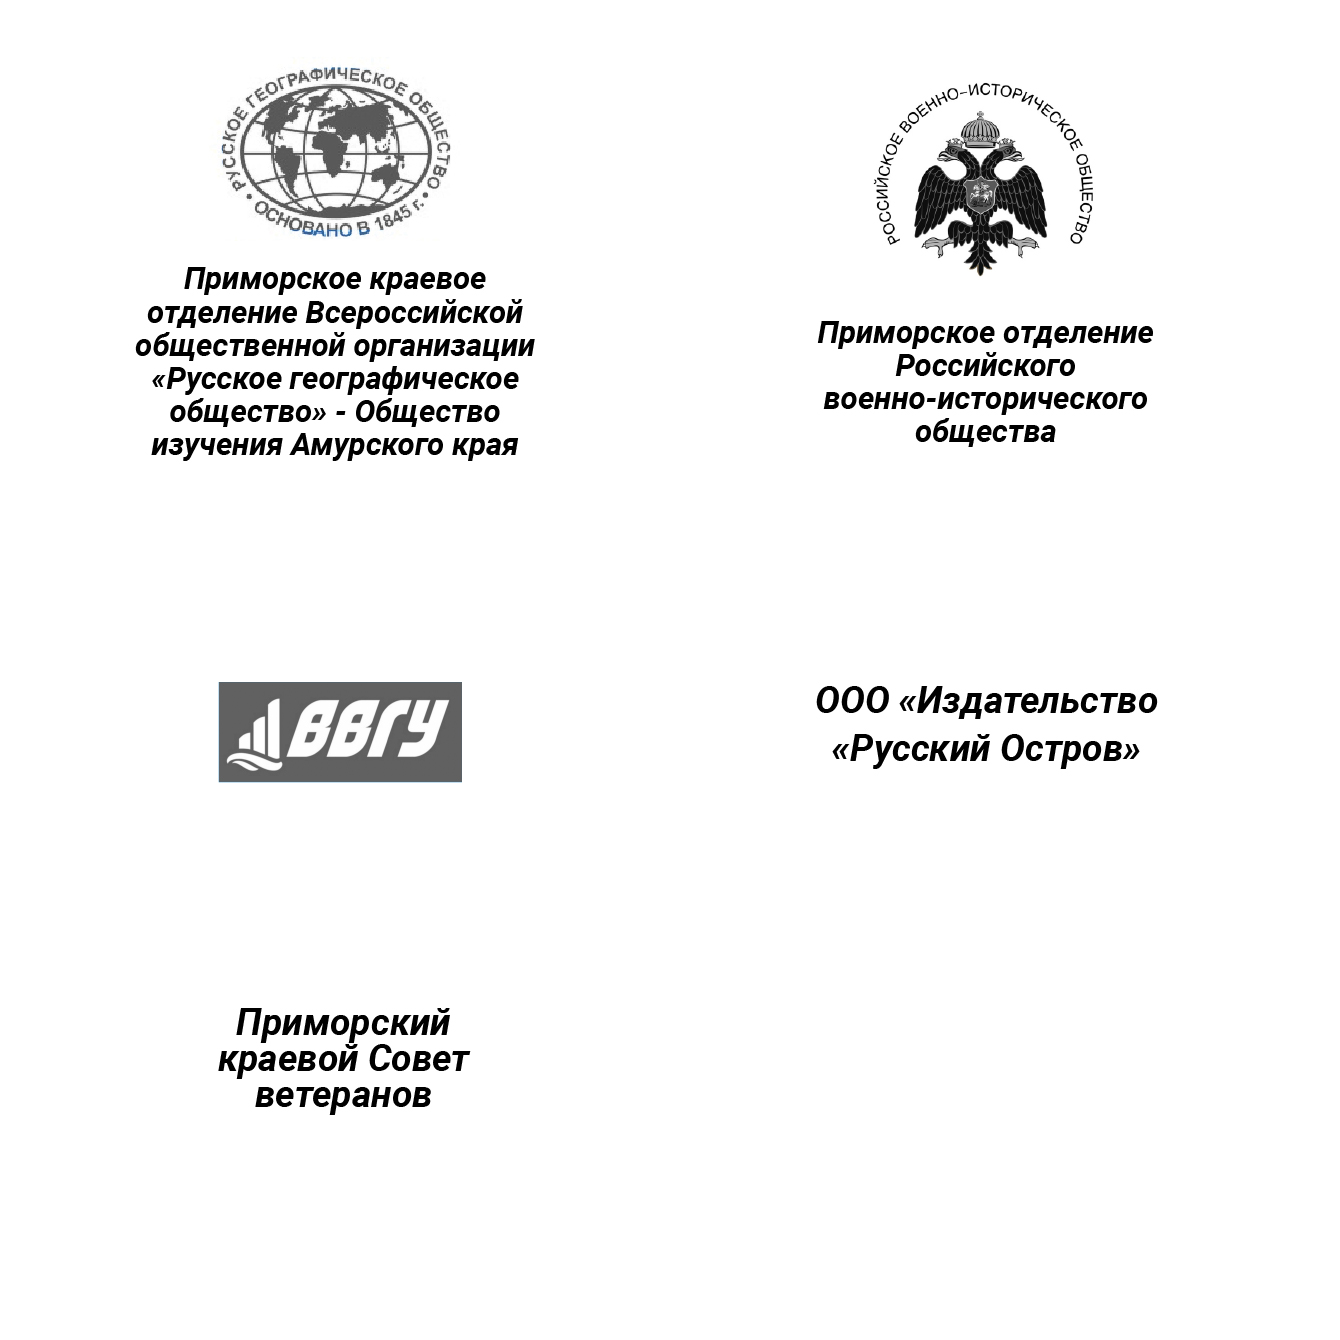 РУССКОЕ ГЕОГРАФИЧЕСКОЕ ОБЩЕСТВО
• ОСНОВАНО В 1845 г. •
Приморское краевое
отделение Всероссийской
общественной организации
«Русское географическое
общество» - Общество
изучения Амурского края
РОССИЙСКОЕ ВОЕННО-ИСТОРИЧЕСКОЕ ОБЩЕСТВО
Приморское отделение
Российского
военно-исторического
общества
ВВГУ
ООО «Издательство
«Русский Остров»
Приморский
краевой Совет
ветеранов